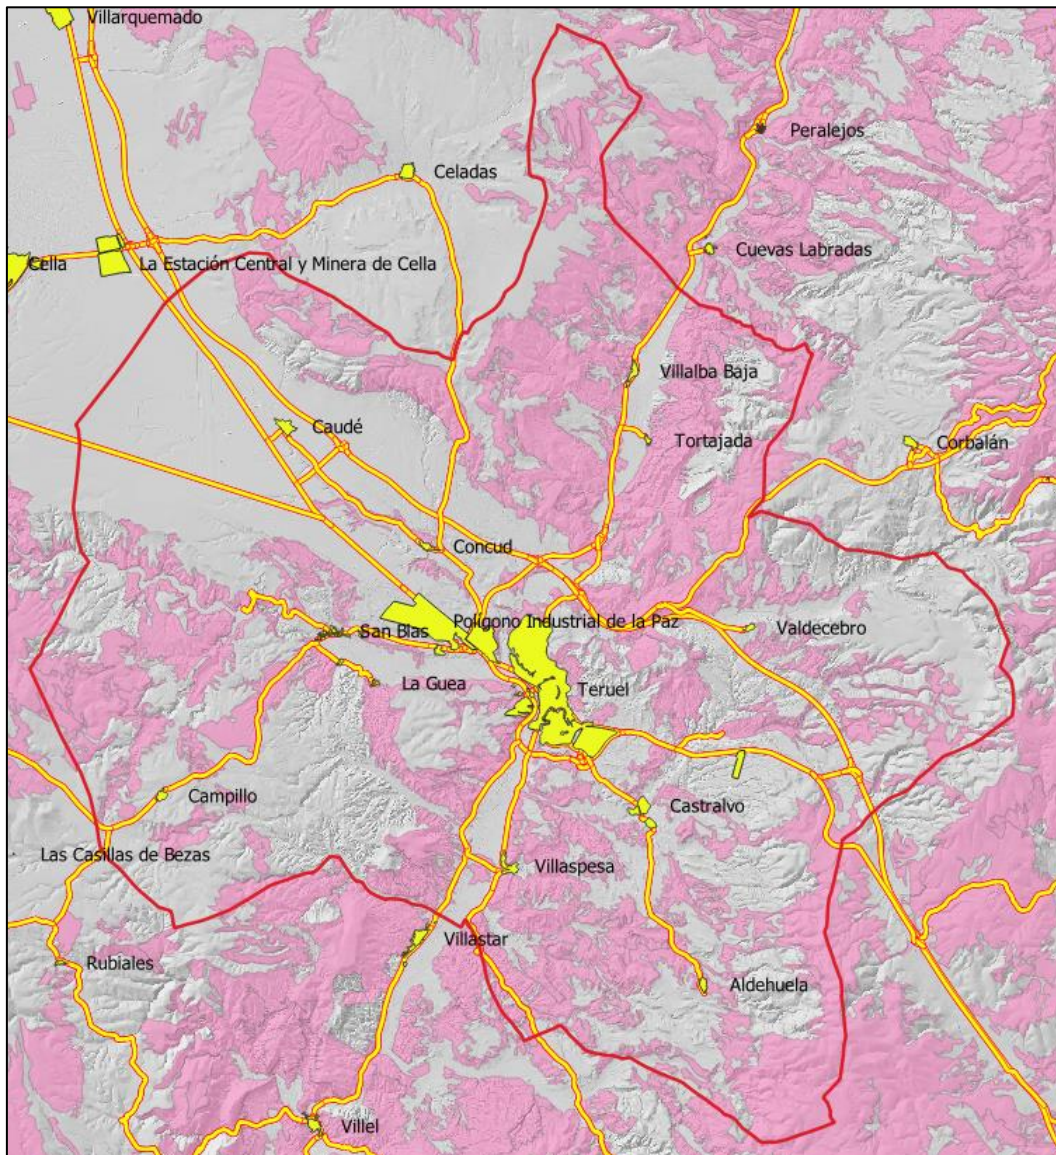 Villarquemado
Peralejos
Celadas
Cuevas Labradas
Cella
La Estación Central y Minera de Cella
Villalba Baja
Caudé
Tortajada
Corbalán
Concud
Polígono Industrial de la Paz
San Blas
Valdecebro
La Guea
Teruel
Campillo
Castralvo
Las Casillas de Bezas
Villaspesa
Villastar
Rubiales
Aldehuela
Villel